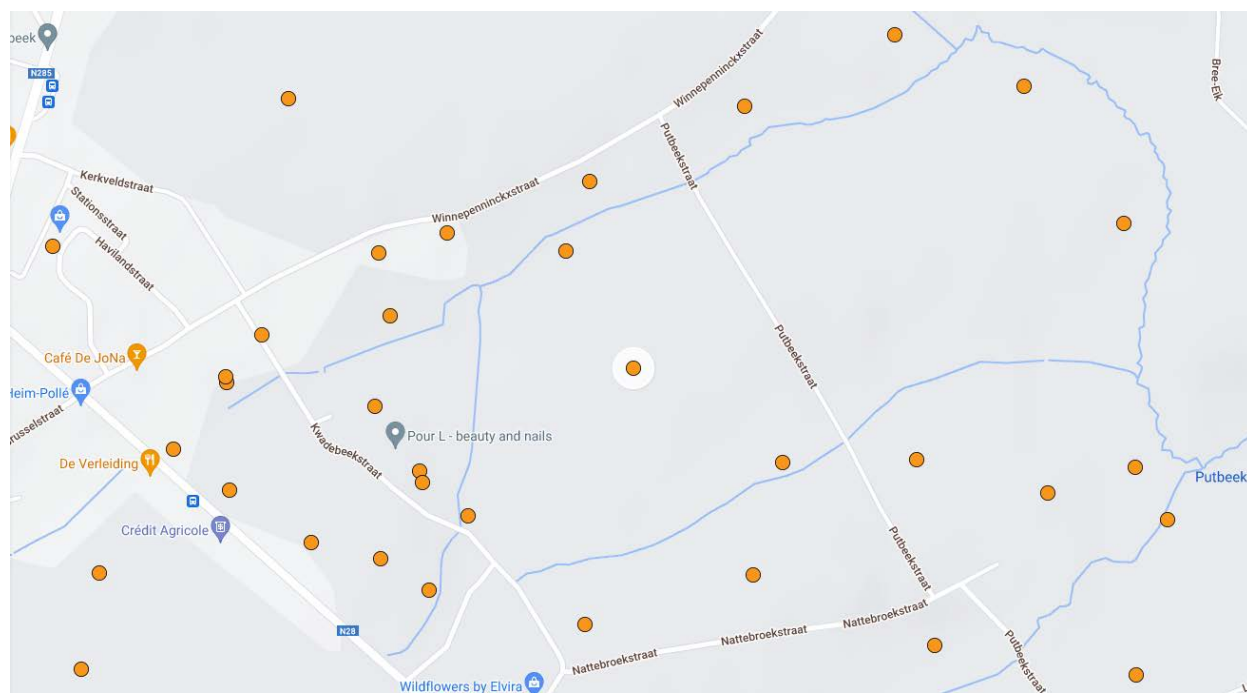 beek
N285
Kerkveldstraat
Stationsstraat
Havilandstraat
Winnepenninckxstraat
Winnepenninckxstraat
Putbeekstraat
Bree-Eik
Café De JoNa
Heim-Pollé
russelstraat
De Verleiding
Kwadebeekstraat
Pour L - beauty and nails
Putbeekstraat
Putbeek
Crédit Agricole
Putbeekstraat
N28
Nattebroekstraat
Nattebroekstraat
Nattebroekstraat
Putbeekstraat
Wildflowers by Elvira